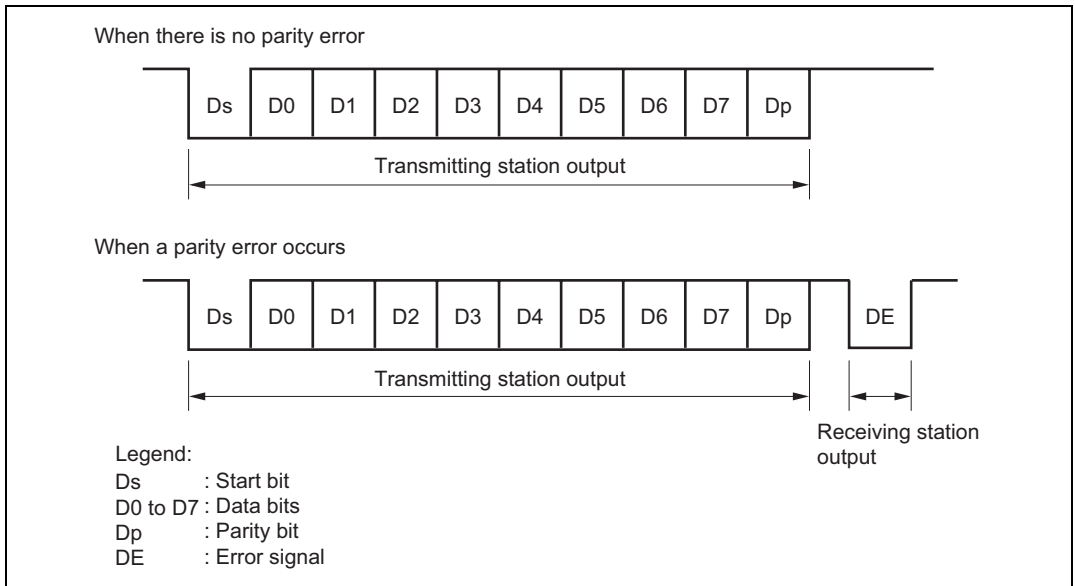 When there is no parity error
Ds D0 D1 D2 D3 D4 D5 D6 D7 Dp
Transmitting station output
When a parity error occurs
Ds D0 D1 D2 D3 D4 D5 D6 D7 Dp DE
Transmitting station output
Receiving station
output
Legend:
Ds : Start bit
D0 to D7 : Data bits
Dp : Parity bit
DE : Error signal